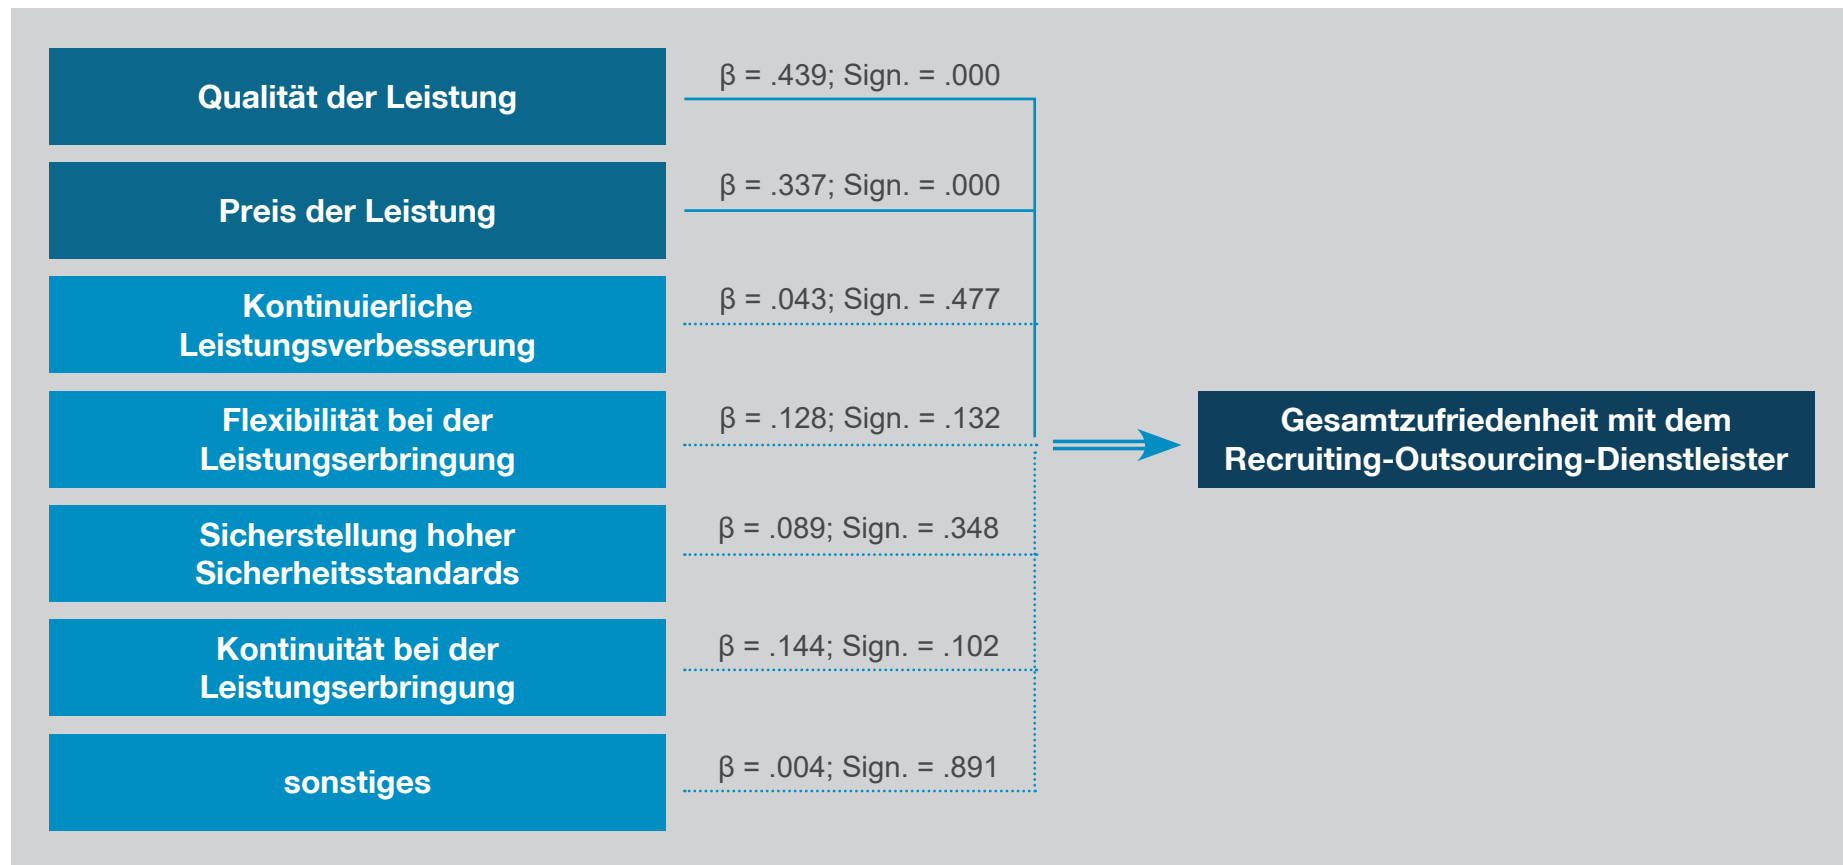 Qualität der Leistung
β = .439; Sign. = .000
Preis der Leistung
β = .337; Sign. = .000
Kontinuierliche
Leistungsverbesserung
β = .043; Sign. = .477
Flexibilität bei der
Leistungserbringung
β = .128; Sign. = .132
Sicherstellung hoher
Sicherheitsstandards
β = .089; Sign. = .348
Kontinuität bei der
Leistungserbringung
β = .144; Sign. = .102
sonstiges
β = .004; Sign. = .891
Gesamtzufriedenheit mit dem
Recruiting-Outsourcing-Dienstleister